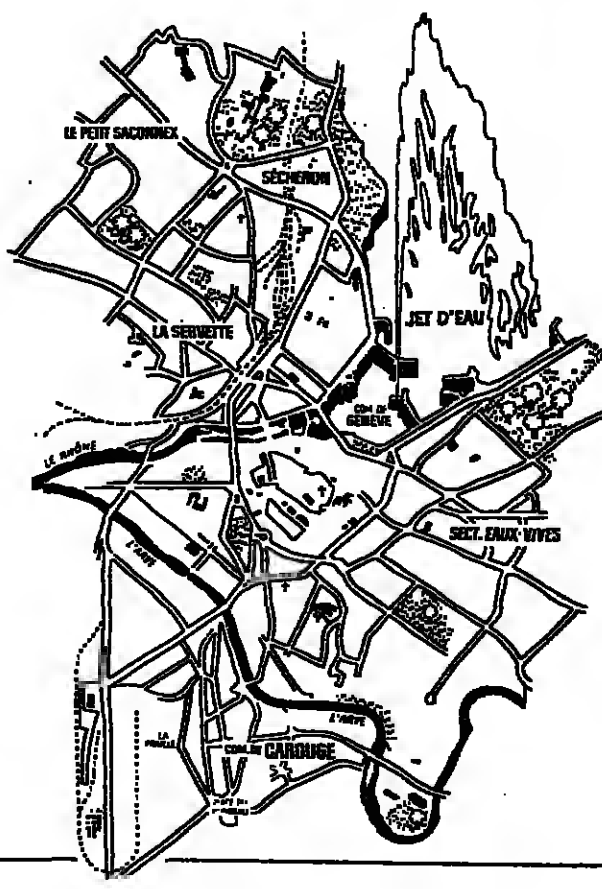 LE PETIT SACONNEX
SÉCHERON
JET D'EAU
LA SERVETTE
COM. DE
GENÈVE
LE RHÔNE
SECT. EAUX-VIVES
L'ARVE
L'ARVE
LA
COM. DE CAROUGE